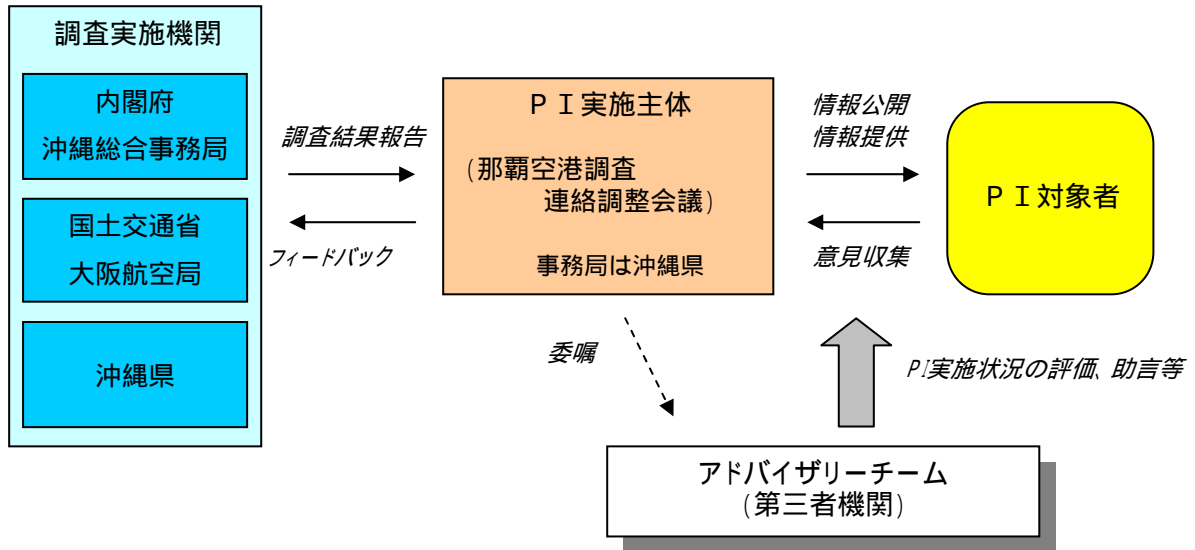 調査実施機関
内閣府
沖縄総合事務局
国土交通省
大阪航空局
沖縄県
調査結果報告
フィードバック
ＰＩ実施主体
(那覇空港調査
連絡調整会議)
事務局は沖縄県
情報公開
情報提供
意見収集
ＰＩ対象者
委嘱
PI実施状況の評価、助言等
アドバイザリーチーム
(第三者機関)